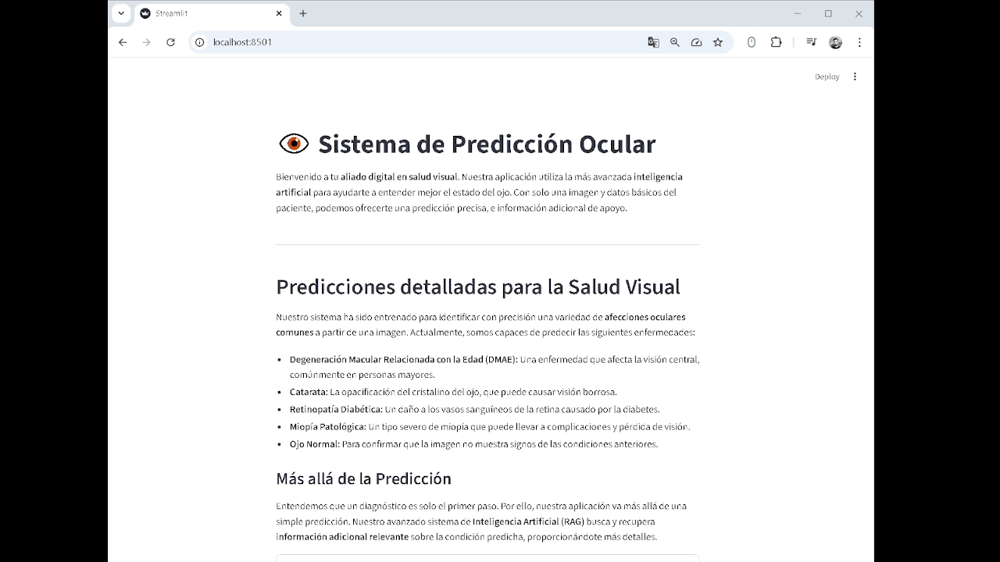 Streamlit
localhost:8501
Deploy
Sistema de Predicción Ocular
Bienvenido a tu aliado digital en salud visual. Nuestra aplicación utiliza la más avanzada inteligencia
artificial para ayudarte a entender mejor el estado del ojo. Con solo una imagen y datos básicos del
paciente, podemos ofrecerte una predicción precisa, e información adicional de apoyo.
Predicciones detalladas para la Salud Visual
Nuestro sistema ha sido entrenado para identificar con precisión una variedad de afecciones oculares
comunes a partir de una imagen. Actualmente, somos capaces de predecir las siguientes enfermedades:
• Degeneración Macular Relacionada con la Edad (DMAE): Una enfermedad que afecta la visión central,
comúnmente en personas mayores.
• Catarata: La opacificación del cristalino del ojo, que puede causar visión borrosa.
• Retinopatía Diabética: Un daño a los vasos sanguíneos de la retina causado por la diabetes.
• Miopía Patológica: Un tipo severo de miopía que puede llevar a complicaciones y pérdida de visión.
• Ojo Normal: Para confirmar que la imagen no muestra signos de las condiciones anteriores.
Más allá de la Predicción
Entendemos que un diagnóstico es solo el primer paso. Por ello, nuestra aplicación va más allá de una
simple predicción. Nuestro avanzado sistema de Inteligencia Artificial (RAG) busca y recupera
información adicional relevante sobre la condición predicha, proporcionándote más detalles.